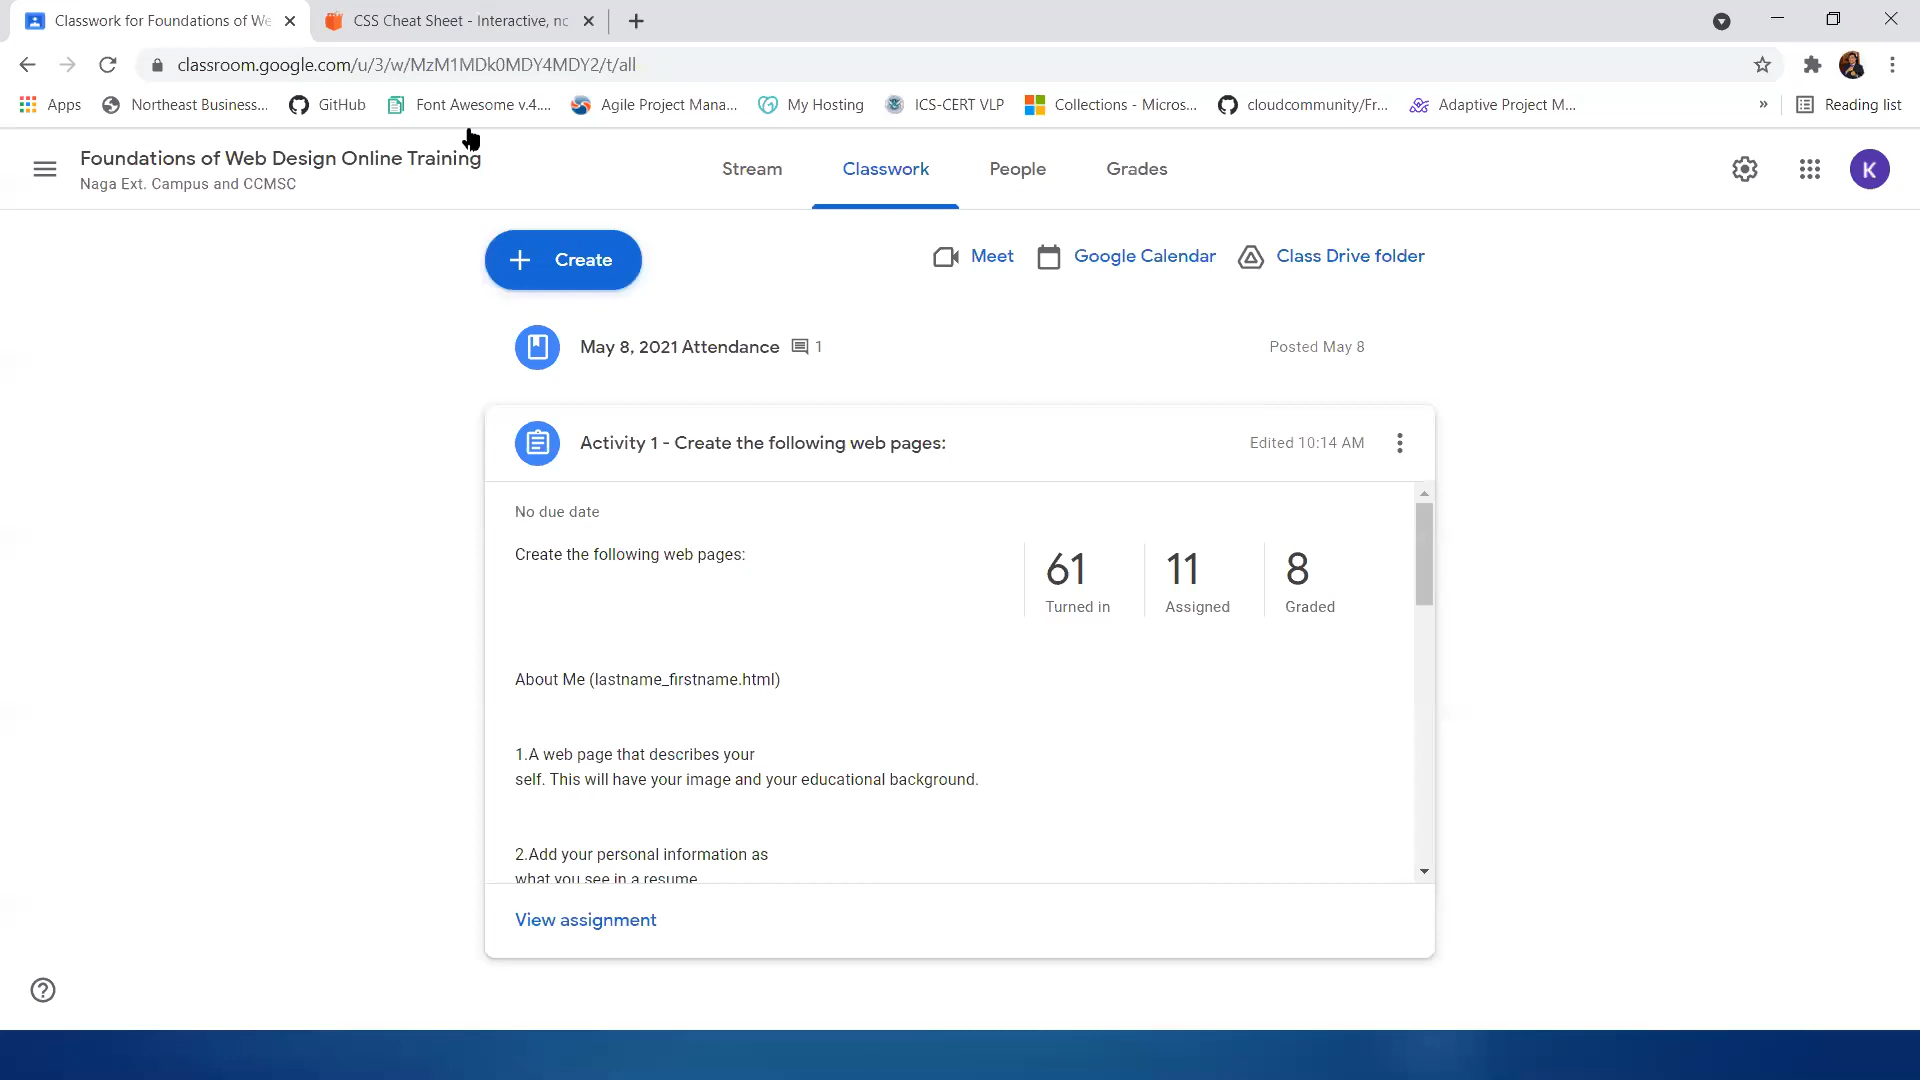 Classwork for Foundations of We
CSS Cheat Sheet - Interactive, nc
classroom.google.com/u/3/w/MzM1MDk0MDY4MDY2/t/all
Apps
Northeast Business...
GitHub
Font Awesome v.4....
Agile Project Mana...
My Hosting
ICS-CERT VLP
Collections - Micros...
cloudcommunity/Fr...
Adaptive Project M...
»
Reading list
Foundations of Web Design Online Training
Naga Ext. Campus and CCMSC
Stream
Classwork
People
Grades
K
Create
Meet
Google Calendar
Class Drive folder
May 8, 2021 Attendance
1
Posted May 8
Activity 1 - Create the following web pages:
Edited 10:14 AM
No due date
Create the following web pages:
61
Turned in
11
Assigned
8
Graded
About Me (lastname_firstname.html)
1.A web page that describes your
self. This will have your image and your educational background.
2.Add your personal information as
what you see in a resume
View assignment